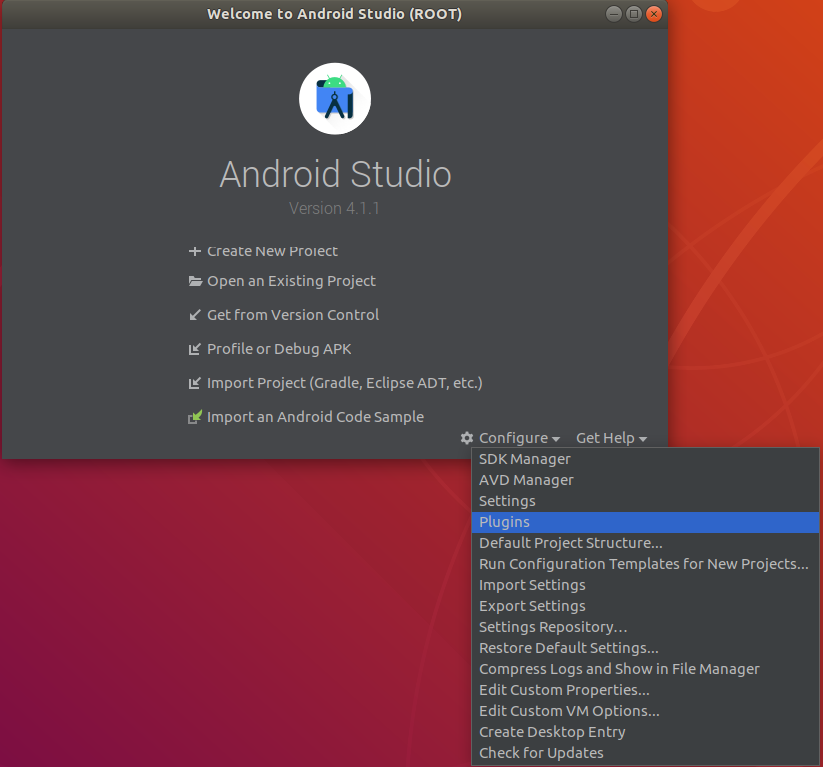 Welcome to Android Studio (ROOT)
Android Studio
Version 4.1.1
Create New Project
Open an Existing Project
Get from Version Control
Profile or Debug APK
Import Project (Gradle, Eclipse ADT, etc.)
Import an Android Code Sample
Configure Get Help
SDK Manager
AVD Manager
Settings
Plugins
Default Project Structure...
Run Configuration Templates for New Projects...
Import Settings
Export Settings
Settings Repository...
Restore Default Settings...
Compress Logs and Show in File Manager
Edit Custom Properties...
Edit Custom VM Options...
Create Desktop Entry
Check for Updates